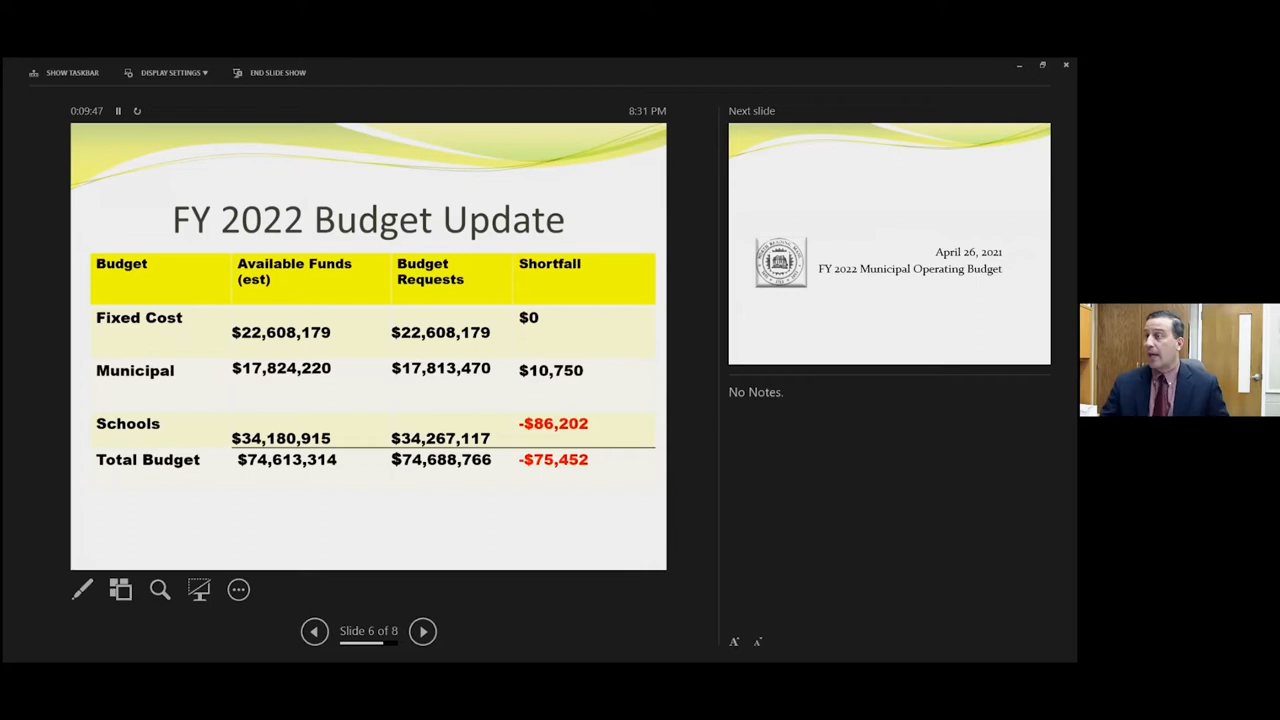 SHOW TASKBAR DISPLAY SETTINGS ▼ END SLIDE SHOW
0:09:47 8:31 PM
FY 2022 Budget Update
Budget Available Funds (est) Budget Requests Shortfall
Fixed Cost $22,608,179 $22,608,179 $0
Municipal $17,824,220 $17,813,470 $10,750
Schools $34,180,915 $34,267,117 -$86,202
Total Budget $74,613,314 $74,688,766 -$75,452
Slide 6 of 8
Next slide
April 26, 2021
FY 2022 Municipal Operating Budget
No Notes.
A A